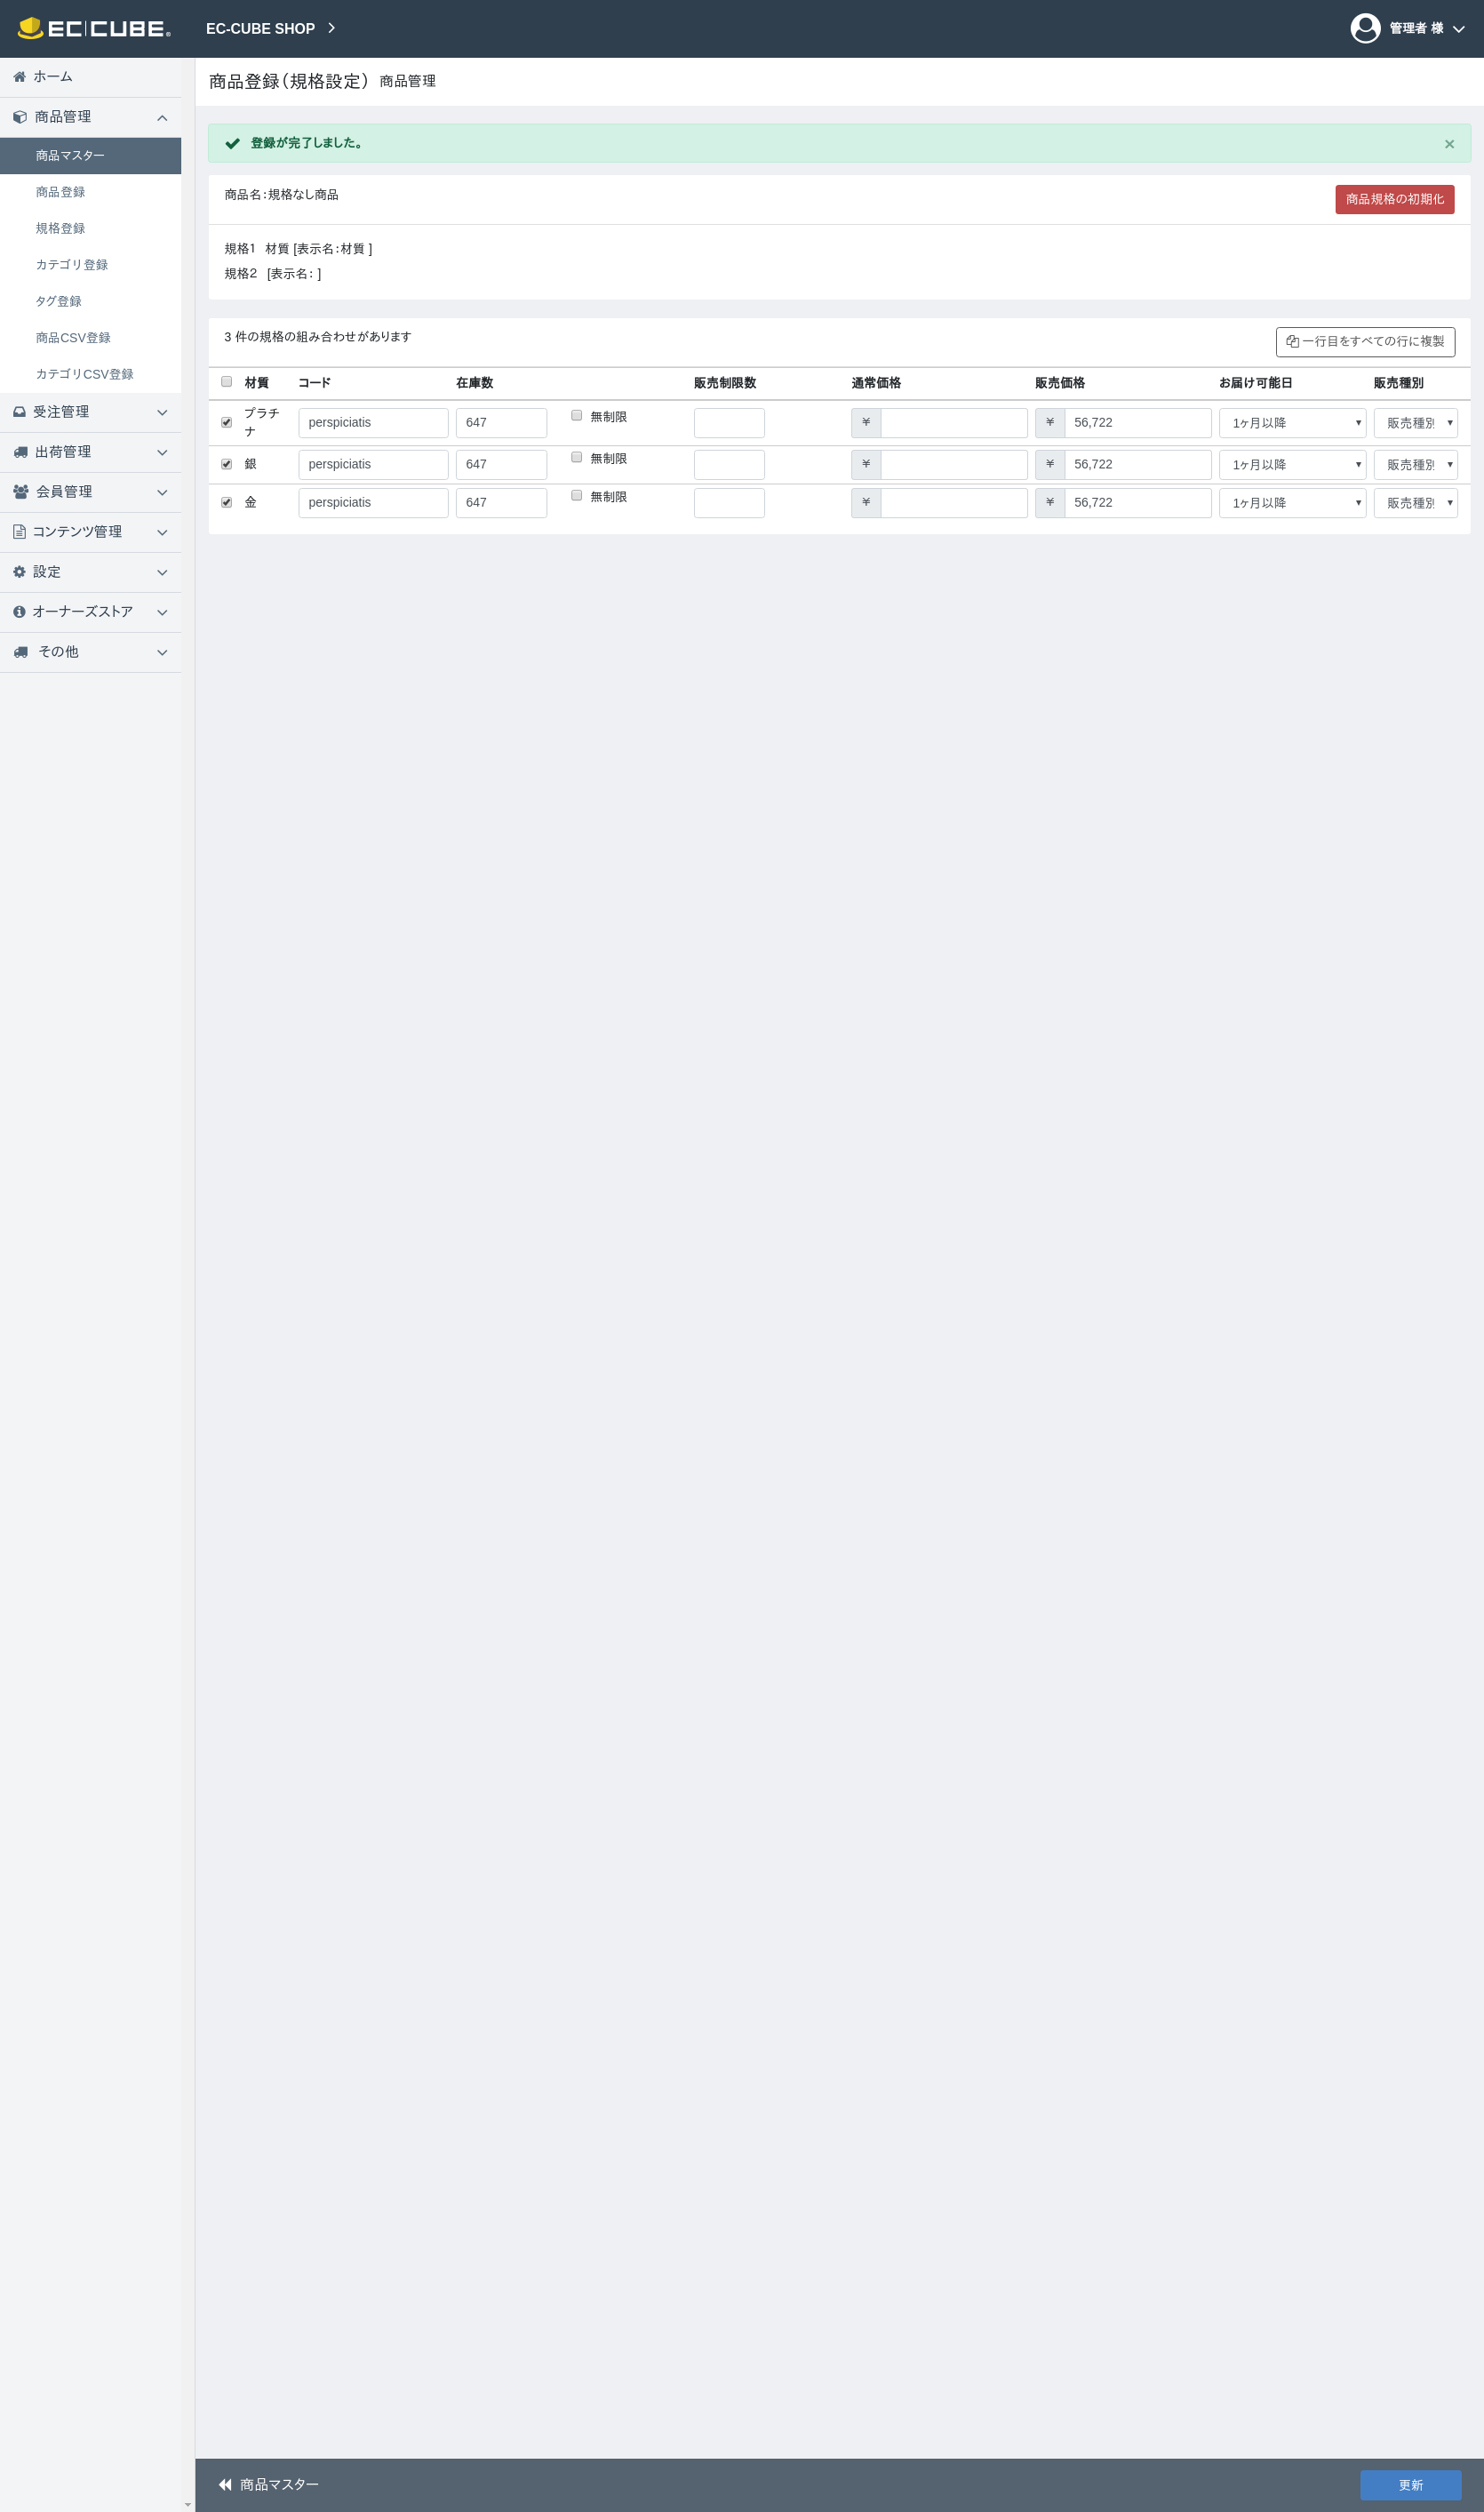 EC CUBE®
EC-CUBE SHOP
管理者 様
ホーム
商品管理
商品マスター
商品登録
規格登録
カテゴリ登録
タグ登録
商品CSV登録
カテゴリCSV登録
受注管理
出荷管理
会員管理
コンテンツ管理
設定
オーナーズストア
その他
商品登録（規格設定） 商品管理
登録が完了しました。 ×
商品名：規格なし商品 商品規格の初期化
規格1 材質 [表示名：材質 ]
規格2 [表示名： ]
3 件の規格の組み合わせがあります 一行目をすべての行に複製
材質 コード 在庫数 販売制限数 通常価格 販売価格 お届け可能日 販売種別
プラチナ perspiciatis 647 無制限 ¥ ¥ 56,722 1ヶ月以降 販売種別
銀 perspiciatis 647 無制限 ¥ ¥ 56,722 1ヶ月以降 販売種別
金 perspiciatis 647 無制限 ¥ ¥ 56,722 1ヶ月以降 販売種別
商品マスター 更新